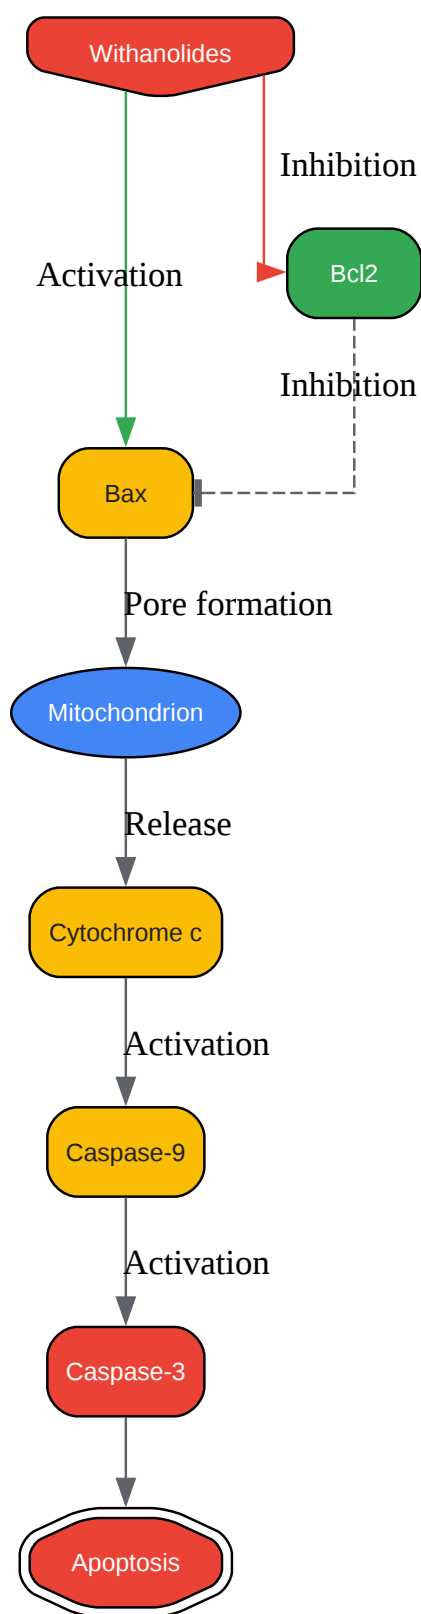 Withanolides
Inhibition
Activation
Bcl2
Inhibition
Bax
Pore formation
Mitochondrion
Release
Cytochrome c
Activation
Caspase-9
Activation
Caspase-3
Apoptosis